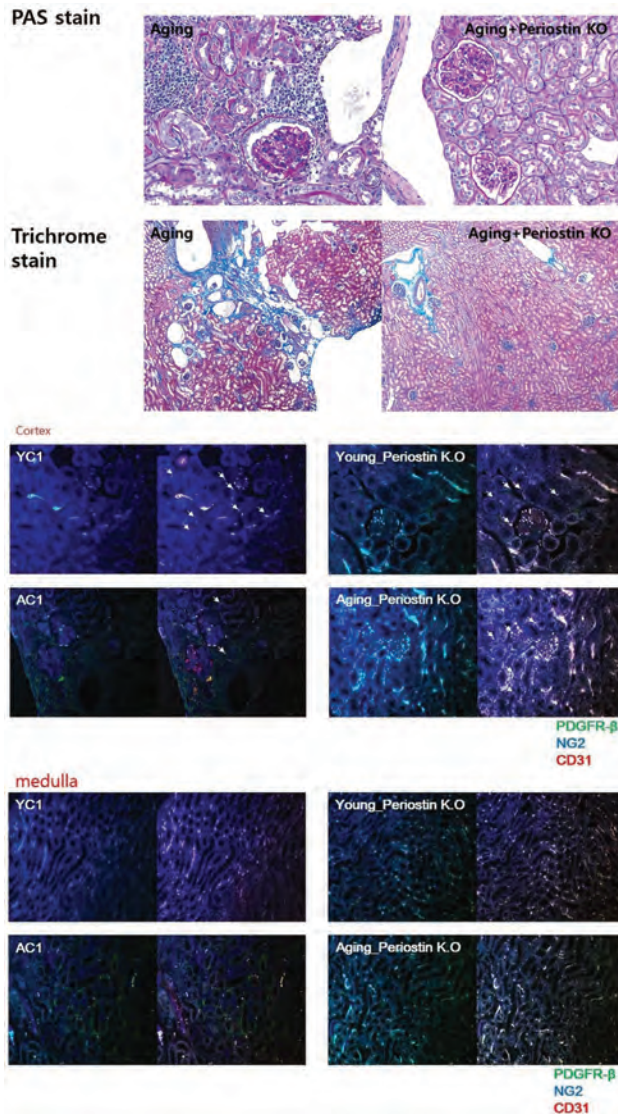 PAS stain
Aging
Aging+Periostin KO
Trichrome
stain
Aging
Aging+Periostin KO
Cortex
YC1
Young_Periostin K.O
AC1
Aging_Periostin K.O
PDGFR-β
NG2
CD31
medulla
YC1
Young_Periostin K.O
AC1
Aging_Periostin K.O
PDGFR-β
NG2
CD31